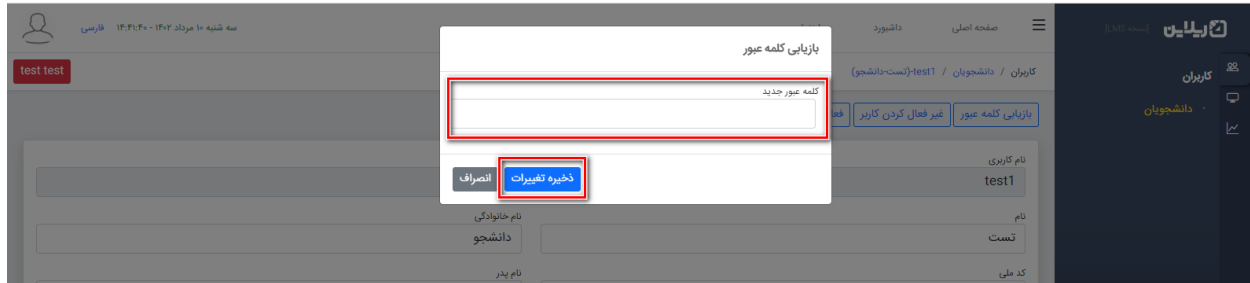 ریلاین
[نسخه LMS]
صفحه اصلی
داشبورد
سه شنبه ۱۰ مرداد ۱۴۰۲ - ۱۴:۴۱:۴۰
فارسی
بازیابی کلمه عبور
کلمه عبور جدید
ذخیره تغییرات
انصراف
کاربران
دانشجویان
کاربران / دانشجویان / test1-(تست-دانشجو)
test test
بازیابی کلمه عبور
غیر فعال کردن کاربر
نام کاربری
test1
نام
تست
نام خانوادگی
دانشجو
کد ملی
نام پدر